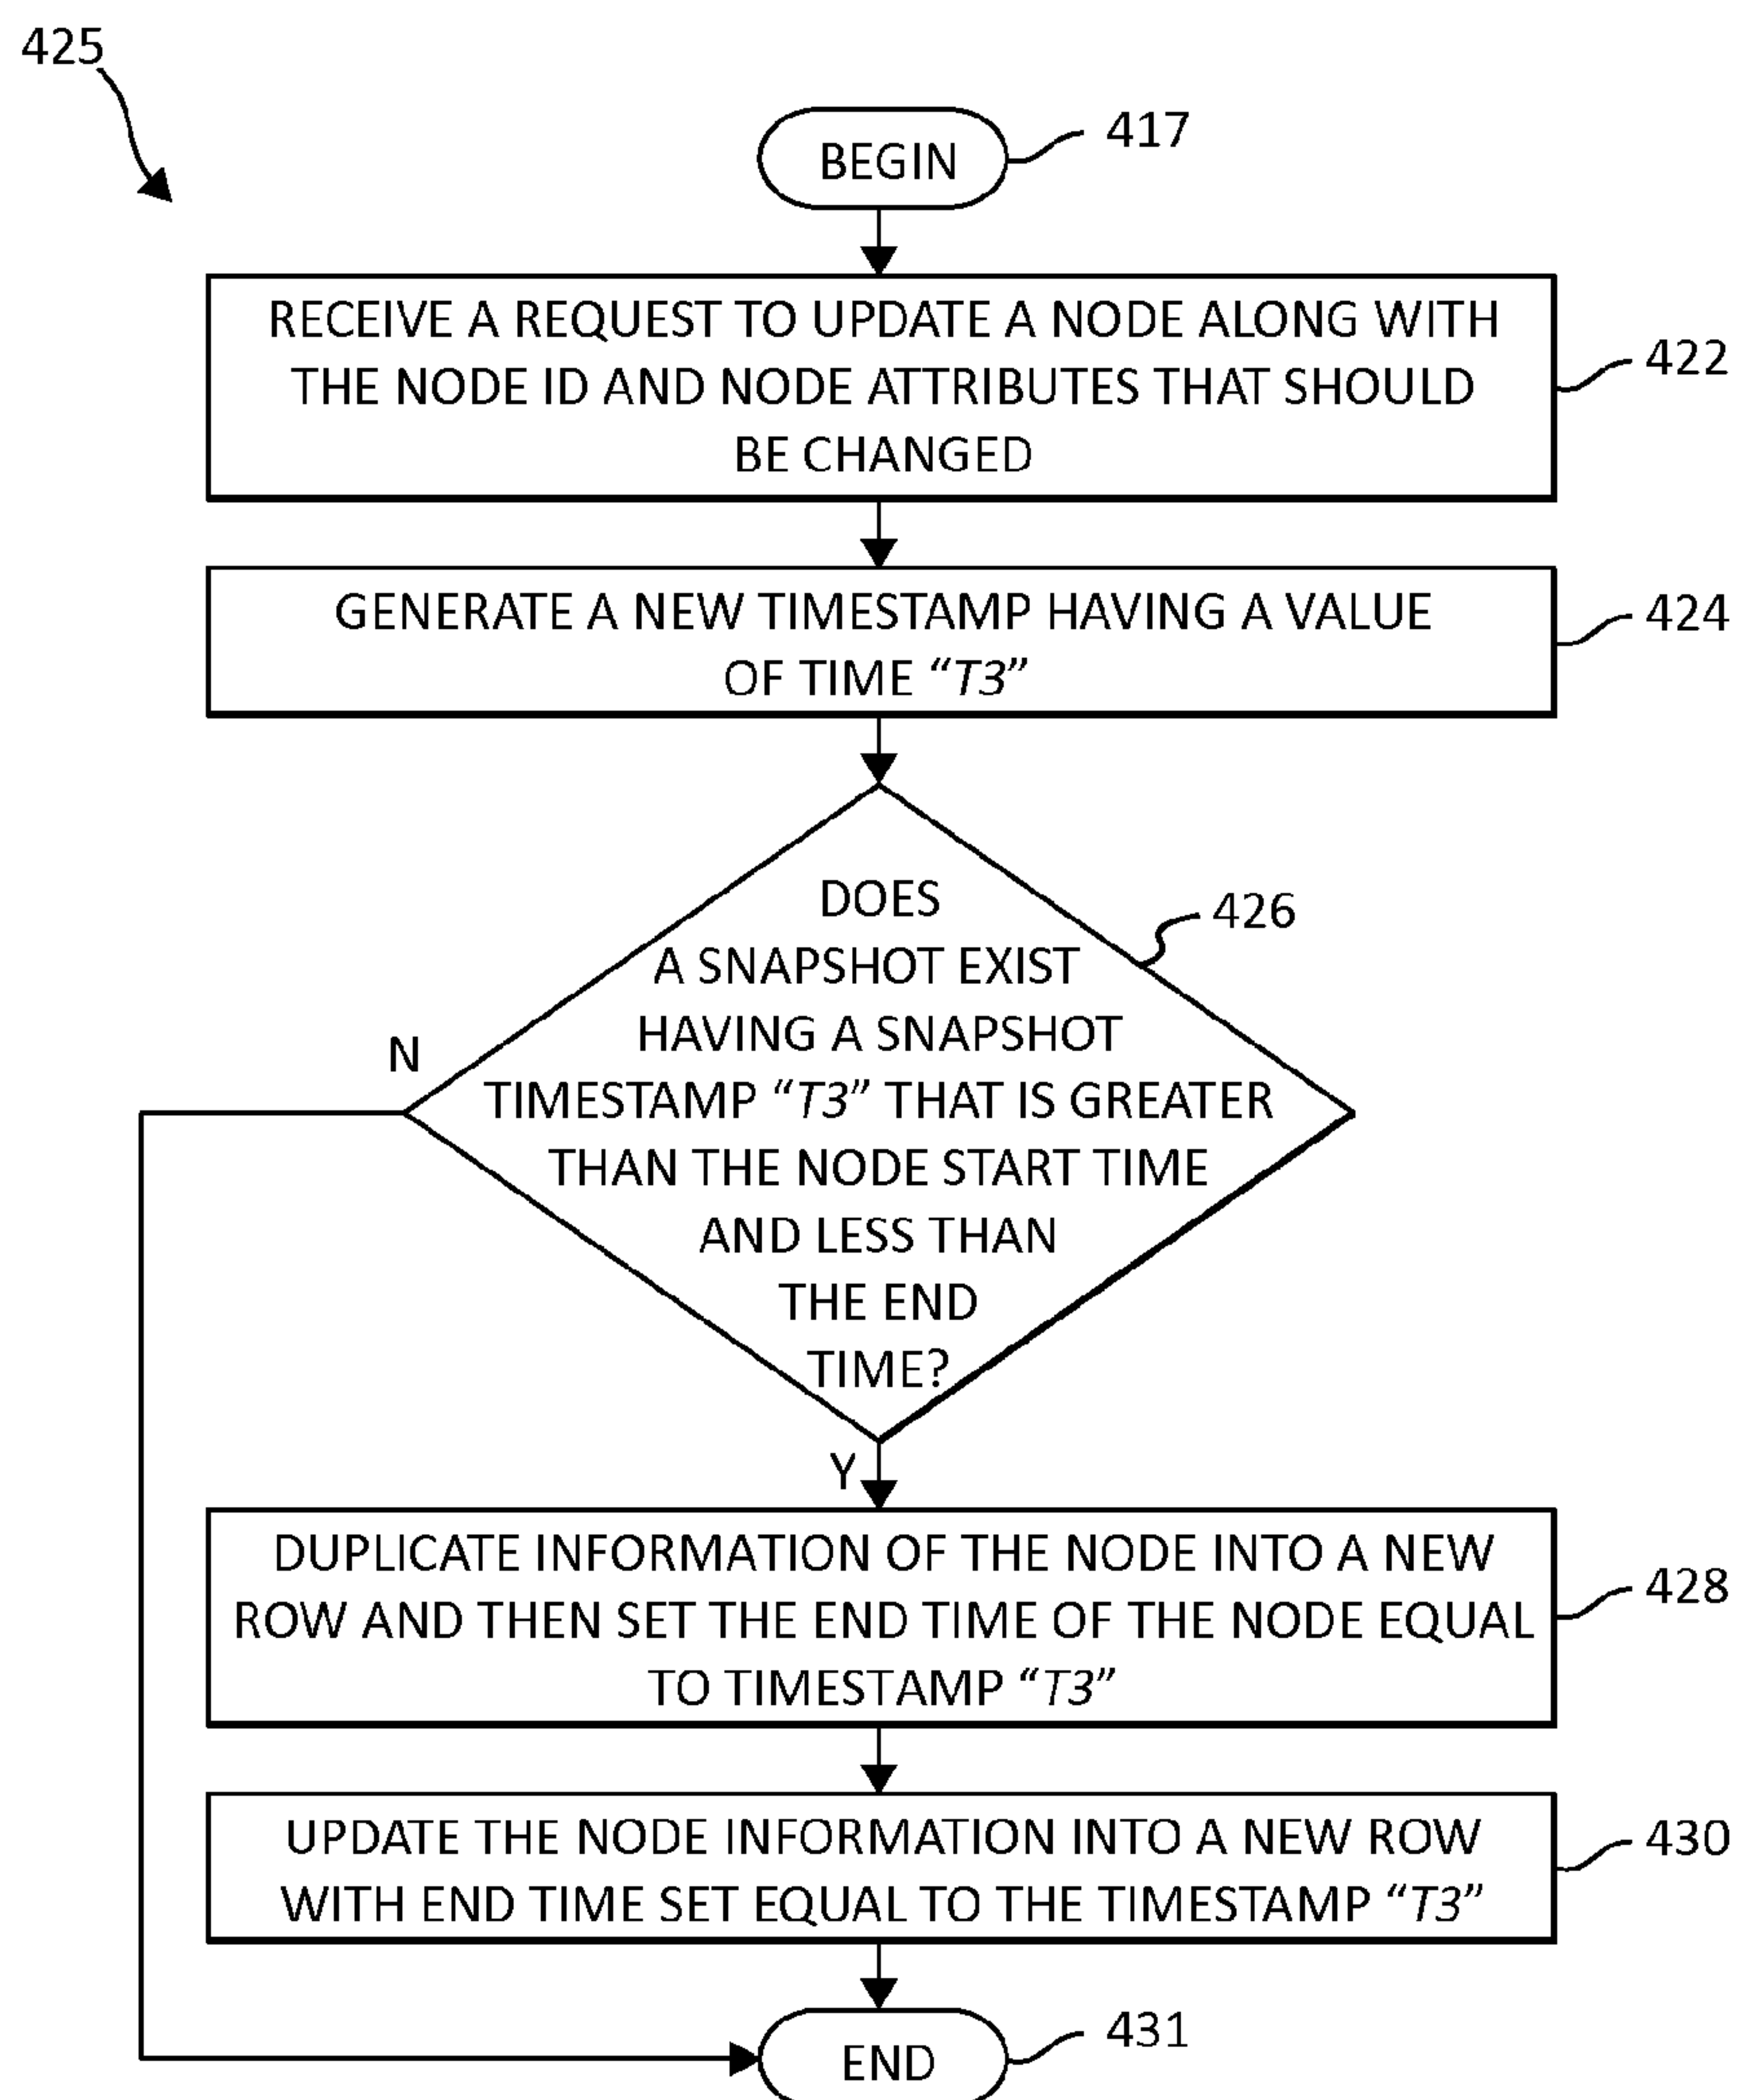 425
BEGIN
417
RECEIVE A REQUEST TO UPDATE A NODE ALONG WITH
THE NODE ID AND NODE ATTRIBUTES THAT SHOULD
BE CHANGED
422
GENERATE A NEW TIMESTAMP HAVING A VALUE
OF TIME “T3”
424
DOES
A SNAPSHOT EXIST
HAVING A SNAPSHOT
TIMESTAMP “T3” THAT IS GREATER
THAN THE NODE START TIME
AND LESS THAN
THE END
TIME?
426
N
Y
DUPLICATE INFORMATION OF THE NODE INTO A NEW
ROW AND THEN SET THE END TIME OF THE NODE EQUAL
TO TIMESTAMP “T3”
428
UPDATE THE NODE INFORMATION INTO A NEW ROW
WITH END TIME SET EQUAL TO THE TIMESTAMP “T3”
430
END
431